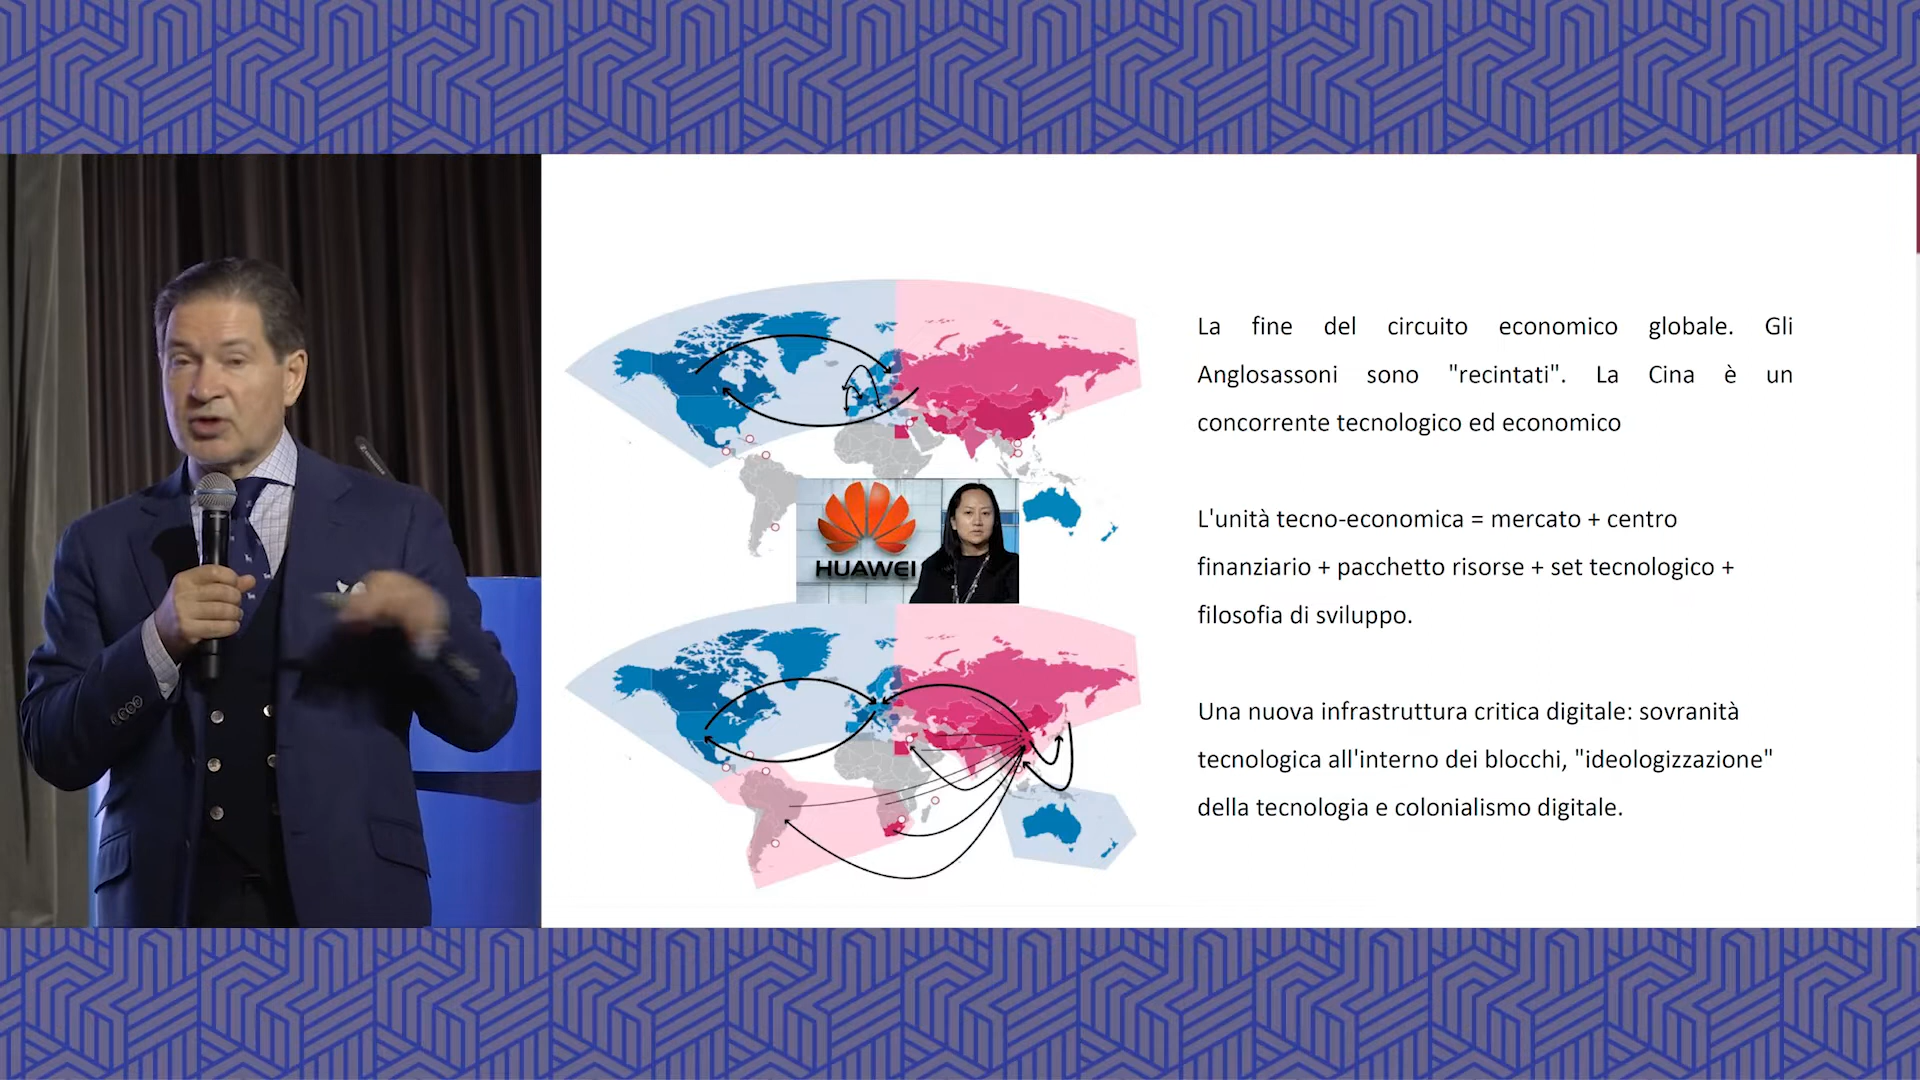 La fine del circuito economico globale. Gli
Anglosassoni sono "recintati". La Cina è un
concorrente tecnologico ed economico
L'unità tecno-economica = mercato + centro
finanziario + pacchetto risorse + set tecnologico +
filosofia di sviluppo.
Una nuova infrastruttura critica digitale: sovranità
tecnologica all'interno dei blocchi, "ideologizzazione"
della tecnologia e colonialismo digitale.
HUAWEI